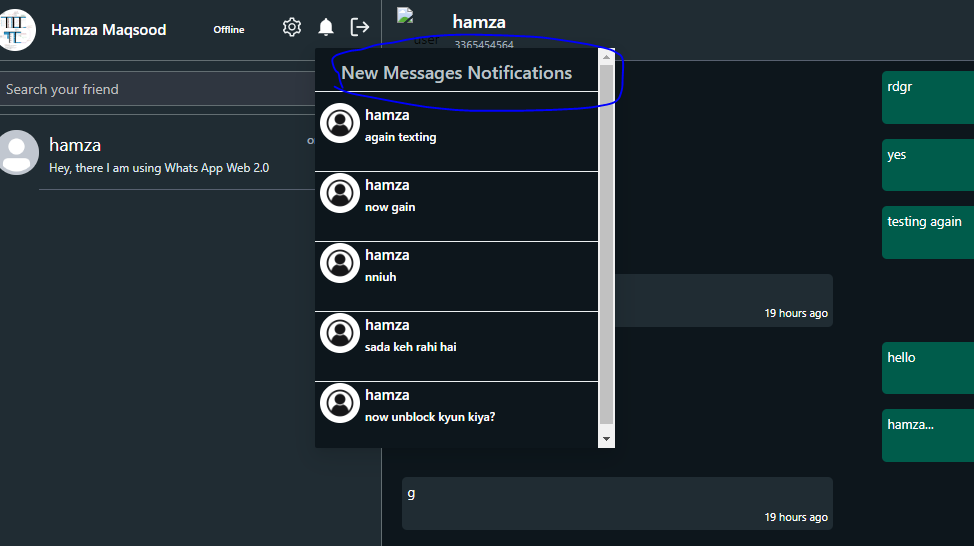 Hamza Maqsood
Offline
hamza
user
3365454564
Search your friend
hamza
Hey, there I am using Whats App Web 2.0
New Messages Notifications
hamza
again texting
hamza
now gain
hamza
nniuh
hamza
sada keh rahi hai
hamza
now unblock kyun kiya?
rdgr
yes
testing again
19 hours ago
hello
hamza...
g
19 hours ago